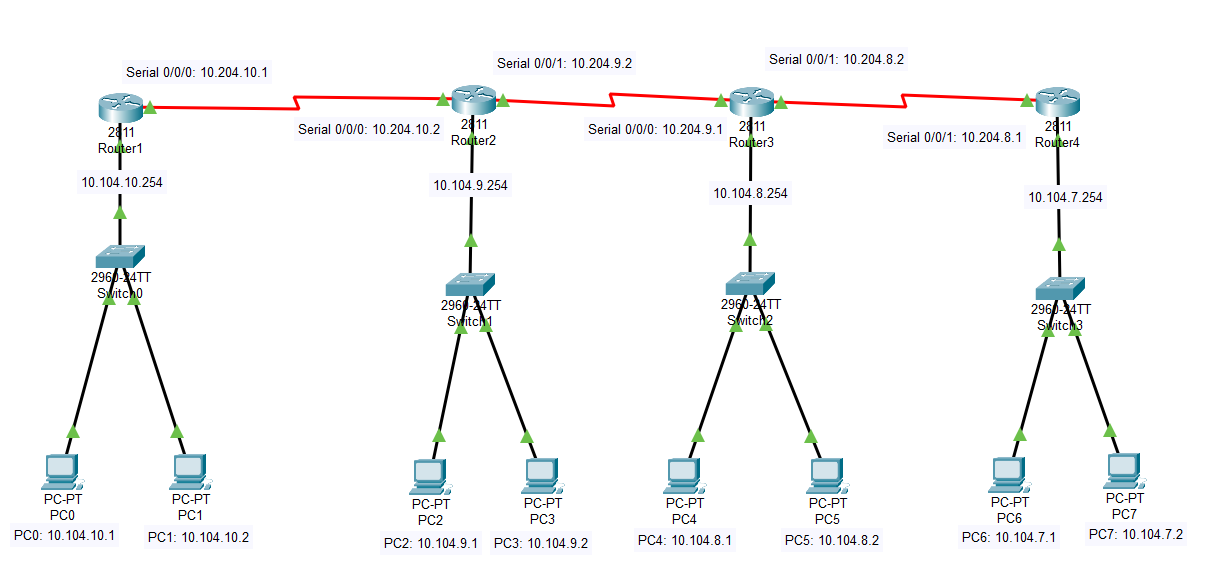 Serial 0/0/0: 10.204.10.1
Serial 0/0/1: 10.204.9.2
Serial 0/0/1: 10.204.8.2
Serial 0/0/0: 10.204.10.2
Serial 0/0/0: 10.204.9.1
Serial 0/0/1: 10.204.8.1
2811
Router1
2811
Router2
2811
Router3
2811
Router4
10.104.10.254
10.104.9.254
10.104.8.254
10.104.7.254
2960-24TT
Switch0
2960-24TT
Switch1
2960-24TT
Switch2
2960-24TT
Switch3
PC-PT
PC0
PC0: 10.104.10.1
PC-PT
PC1
PC1: 10.104.10.2
PC-PT
PC2
PC2: 10.104.9.1
PC-PT
PC3
PC3: 10.104.9.2
PC-PT
PC4
PC4: 10.104.8.1
PC-PT
PC5
PC5: 10.104.8.2
PC-PT
PC6
PC6: 10.104.7.1
PC-PT
PC7
PC7: 10.104.7.2